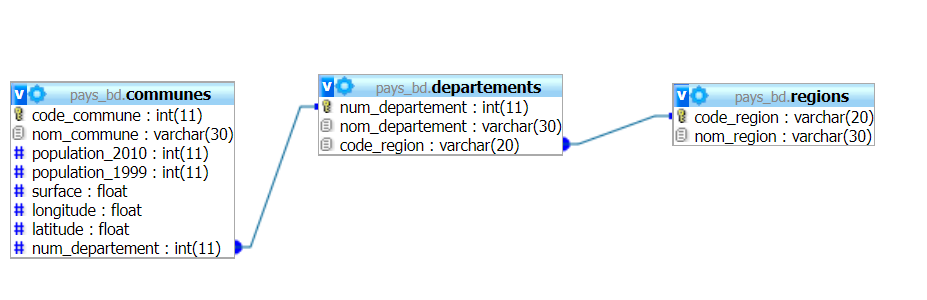 pays_bd.communes
code_commune : int(11)
nom_commune : varchar(30)
population_2010 : int(11)
population_1999 : int(11)
surface : float
longitude : float
latitude : float
num_departement : int(11)
pays_bd.departements
num_departement : int(11)
nom_departement : varchar(30)
code_region : varchar(20)
pays_bd.regions
code_region : varchar(20)
nom_region : varchar(30)